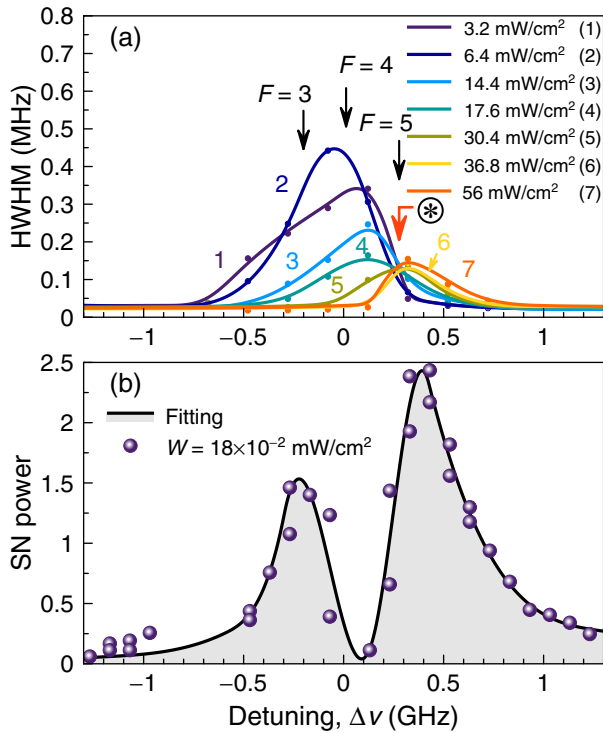 (a)
3.2 mW/cm² (1)
6.4 mW/cm² (2)
14.4 mW/cm² (3)
17.6 mW/cm² (4)
30.4 mW/cm² (5)
36.8 mW/cm² (6)
56 mW/cm² (7)
F = 3
F = 4
F = 5
1
2
3
4
5
6
7
HWHM (MHz)
0.8
0.7
0.6
0.5
0.4
0.3
0.2
0.1
0
−1
−0.5
0
0.5
1
(b)
Fitting
W = 18×10⁻² mW/cm²
SN power
2.5
2
1.5
1
0.5
0
−1
−0.5
0
0.5
1
Detuning, Δν (GHz)